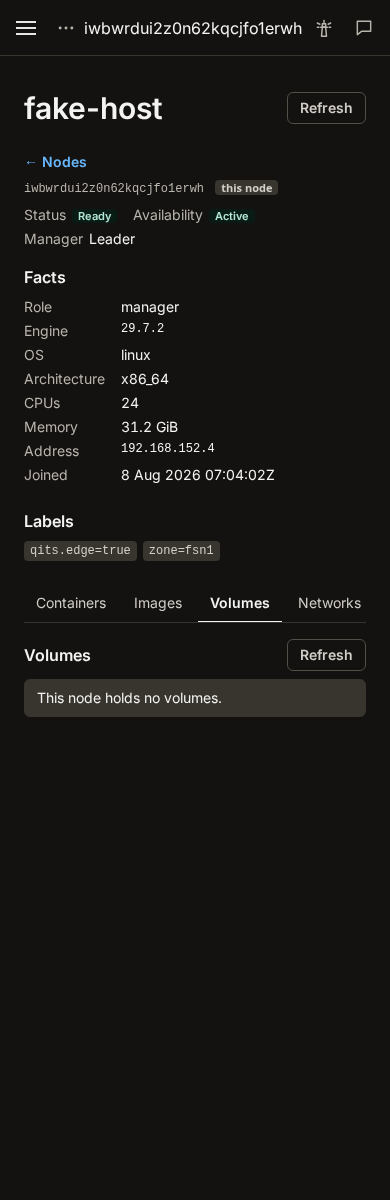 ... iwbwrdui2z0n62kqcjfo1erwh
fake-host
Refresh
← Nodes
iwbwrdui2z0n62kqcjfo1erwh this node
Status Ready Availability Active
Manager Leader
Facts
Role manager
Engine 29.7.2
OS linux
Architecture x86_64
CPUs 24
Memory 31.2 GiB
Address 192.168.152.4
Joined 8 Aug 2026 07:04:02Z
Labels
qits.edge=true zone=fsn1
Containers Images Volumes Networks
Volumes
Refresh
This node holds no volumes.